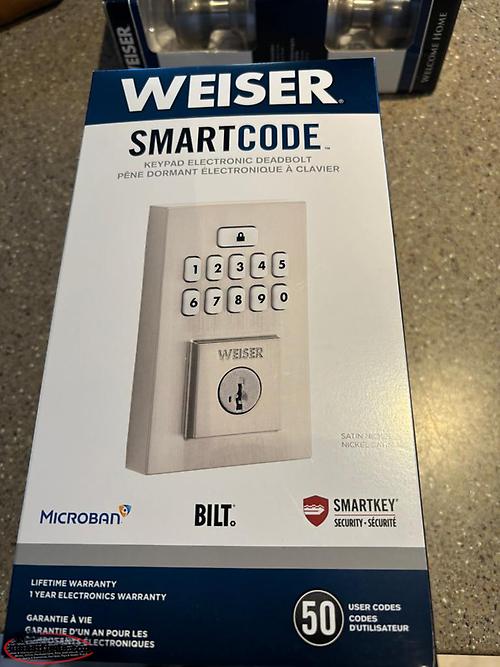 WEISER
WELCOME HOME
WEISER
SMARTCODE™
KEYPAD ELECTRONIC DEADBOLT
PÊNE DORMANT ÉLECTRONIQUE À CLAVIER
1 2 3 4 5
6 7 8 9 0
WEISER
SATIN NICKEL
NICKEL SATINÉ
MICROBAN
BILT
SMARTKEY
SECURITY • SÉCURITÉ
LIFETIME WARRANTY
1 YEAR ELECTRONICS WARRANTY
GARANTIE À VIE
GARANTIE D'UN AN POUR LES
COMPOSANTS ÉLECTRONIQUES
50
USER CODES
CODES
D'UTILISATEUR